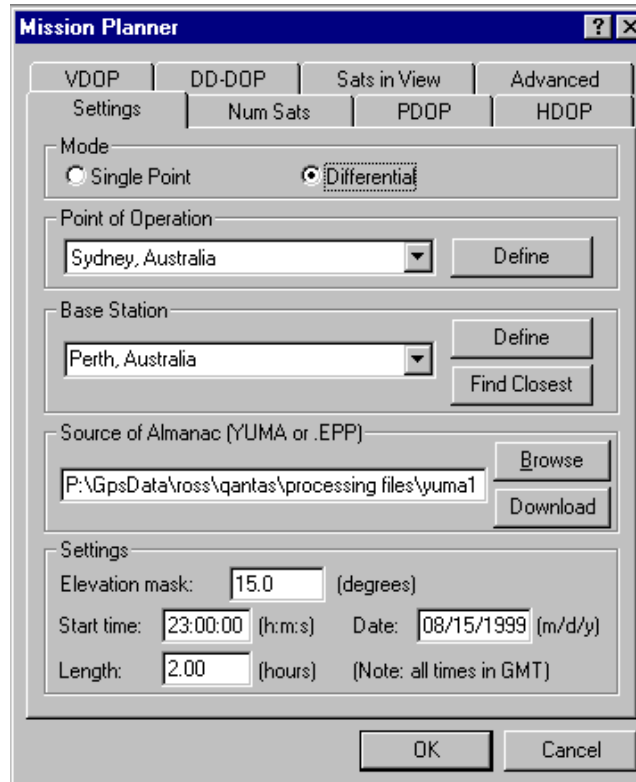 Mission Planner
VDOP DD-DOP Sats in View Advanced
Settings Num Sats PDOP HDOP
Mode
Single Point Differential
Point of Operation
Sydney, Australia Define
Base Station
Define
Perth, Australia
Find Closest
Source of Almanac (YUMA or .EPP)
Browse
P:\GpsData\ross\qantas\processing files\yuma1
Download
Settings
Elevation mask: 15.0 (degrees)
Start time: 23:00:00 (h:m:s) Date: 08/15/1999 (m/d/y)
Length: 2.00 (hours) (Note: all times in GMT)
OK Cancel